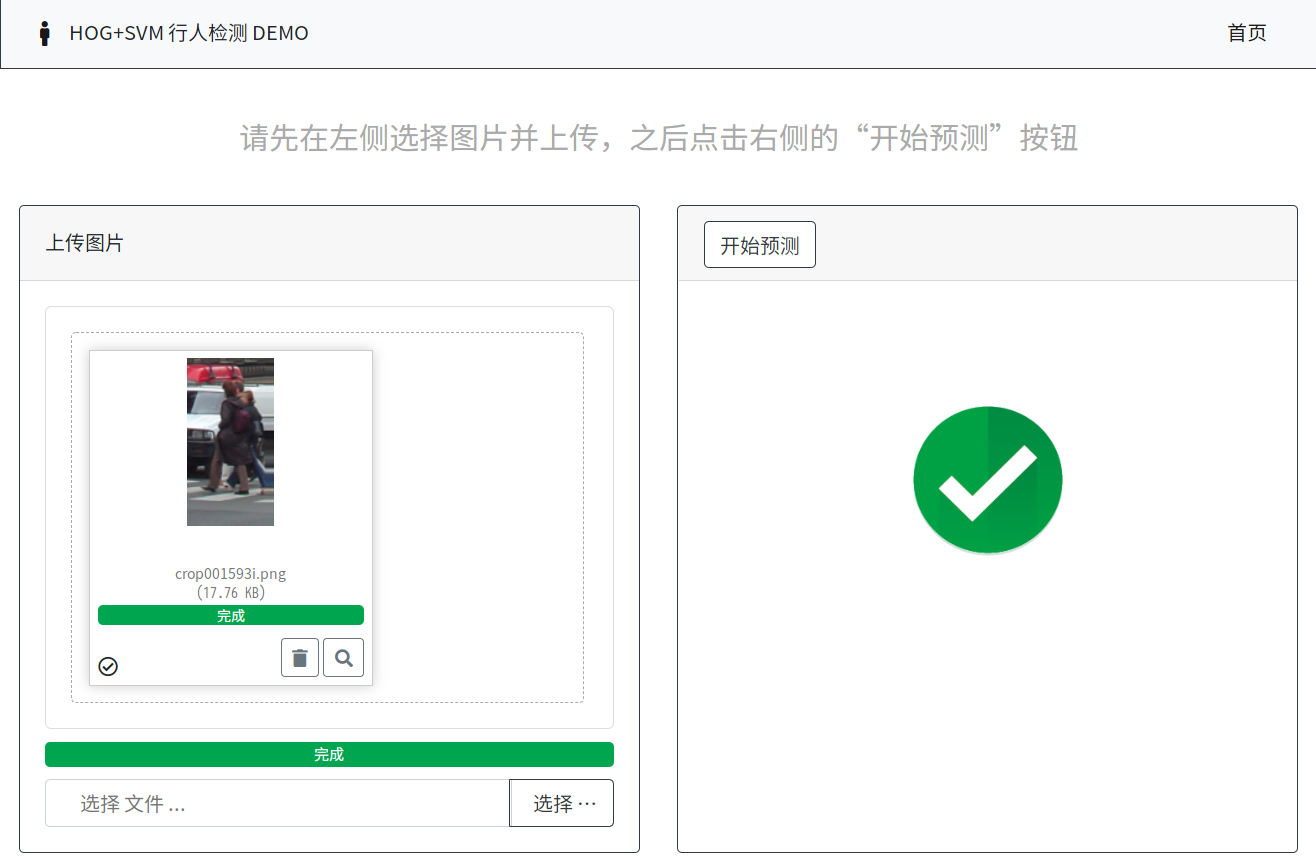 HOG+SVM 行人检测 DEMO
首页
请先在左侧选择图片并上传，之后点击右侧的“开始预测”按钮
上传图片
开始预测
crop001593i.png
(17.76 KB)
完成
完成
选择 文件 ...
选择 …